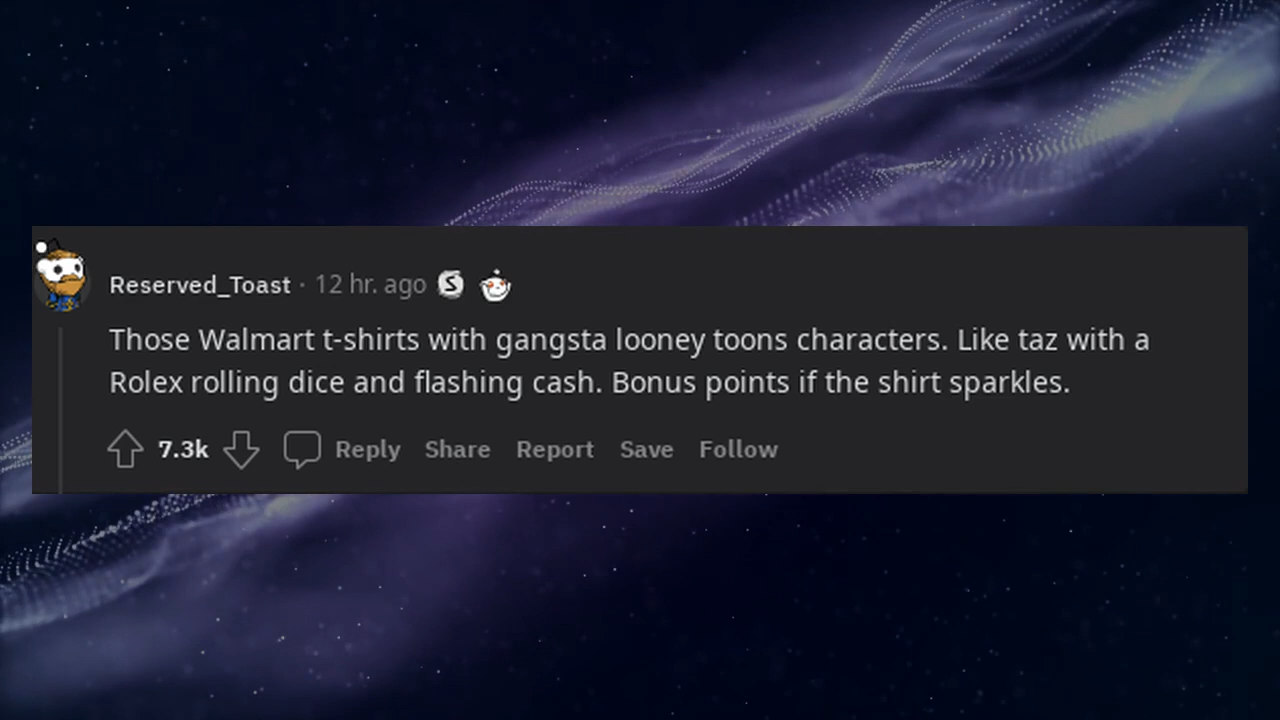 Reserved_Toast · 12 hr. ago
Those Walmart t-shirts with gangsta looney toons characters. Like taz with a
Rolex rolling dice and flashing cash. Bonus points if the shirt sparkles.
7.3k Reply Share Report Save Follow